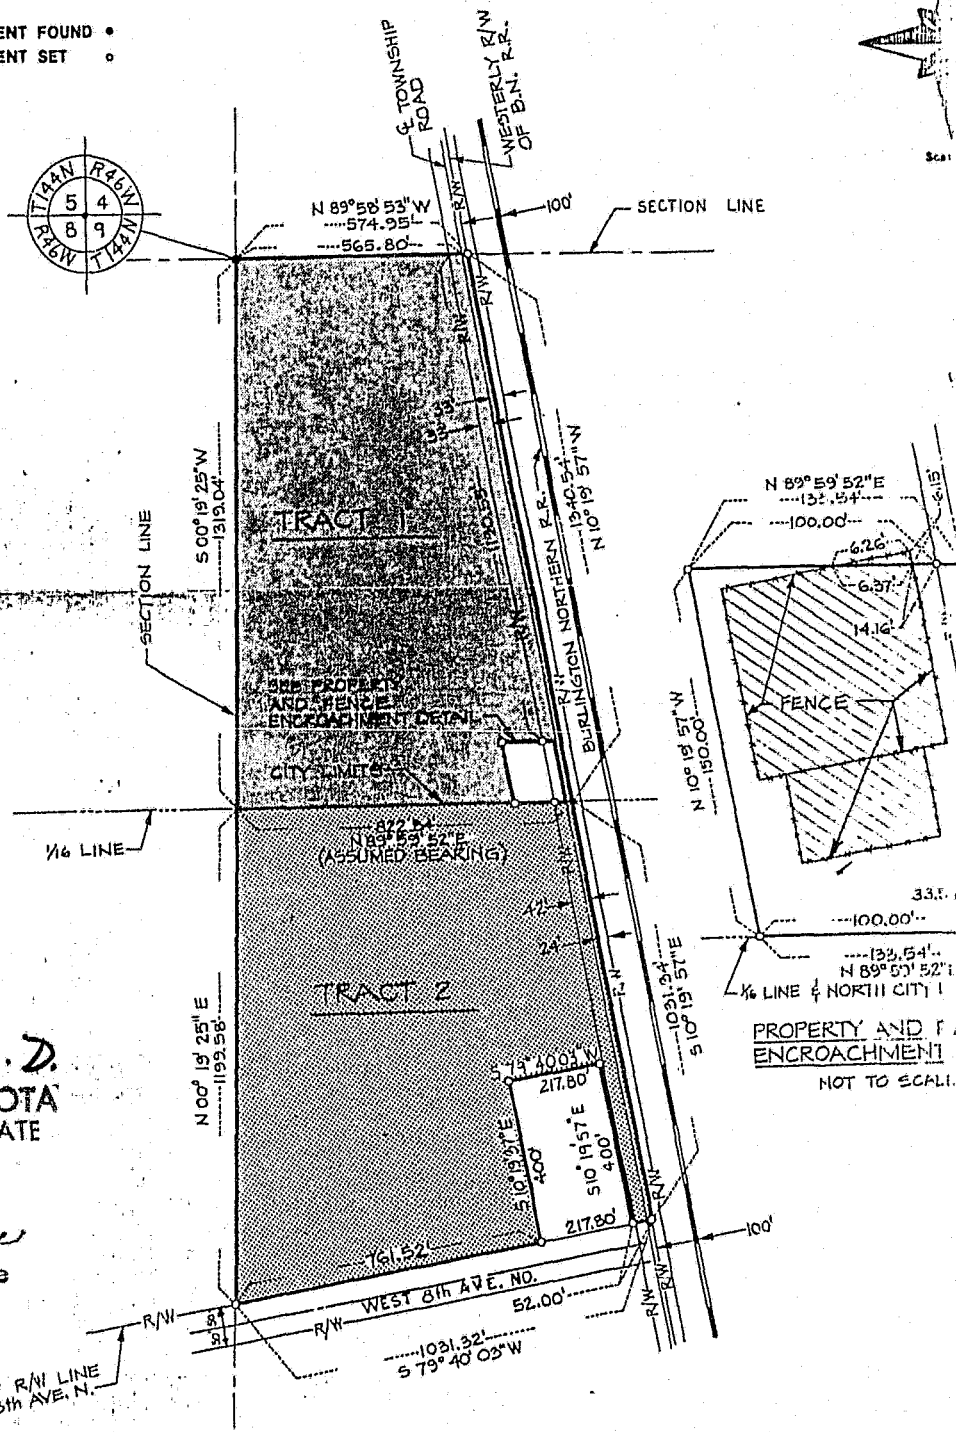 ENT FOUND •
ENT SET o
℄ TOWNSHIP
ROAD
WESTERLY R/W
OF B.N. R.R.
T144N R46W
5 4
8 9
R46W T144N
N 89° 58' 53" W
574.95'
565.80'
R/W
100'
SECTION LINE
R/W
R/W
33'
33'
SECTION LINE
S 00° 19' 25" W
1319.04'
TRACT 1
BURLINGTON NORTHERN R.R.
1340.54'
N 10° 19' 57" W
SEE PROPERTY
AND FENCE
ENCROACHMENT DETAIL
R/W
CITY LIMITS
1/16 LINE
N 89° 59' 52" E
(ASSUMED BEARING)
R/W
42'
24'
R/W
TRACT 2
N 00° 19' 25" E
1199.58'
1031.34'
S 10° 19' 57" E
S 79° 40' 03" W
217.80'
400'
S 10° 19' 57" E
400'
217.80'
761.52'
R/W
100'
WEST 8th AVE. NO.
52.00'
R/W
R/W
R/W
R/W
1031.32'
S 79° 40' 03" W
R/W LINE
8th AVE. N.
. D.
OTA
ATE
N 89° 59' 52" E
133.54'
100.00'
6.15'
6.26'
6.37'
14.16'
FENCE
N 10° 19' 57" W
150.00'
33.5
100.00'
133.54'
N 89° 59' 52"
1/16 LINE & NORTH CITY L
PROPERTY AND F
ENCROACHMENT
NOT TO SCALE